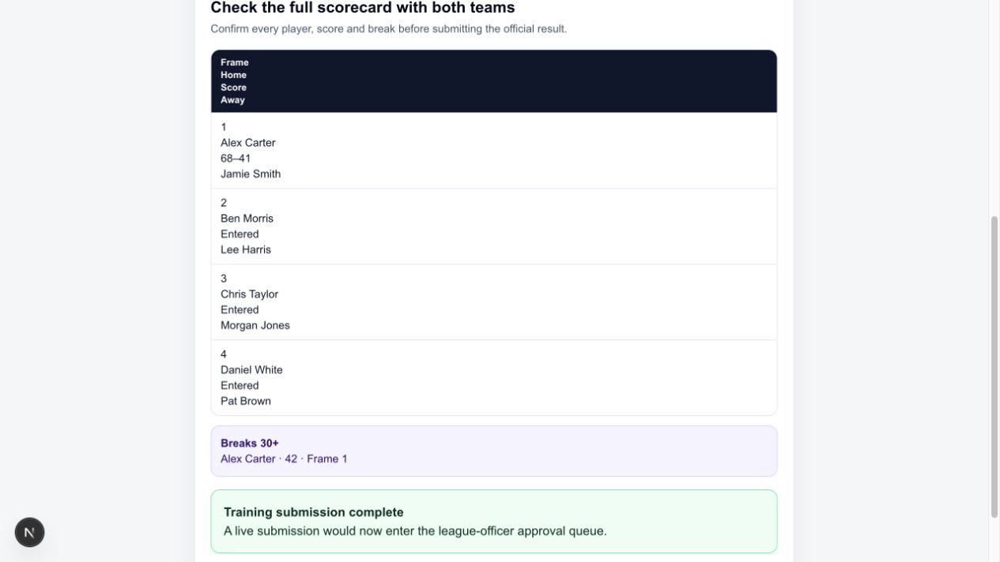 Check the full scorecard with both teams
Confirm every player, score and break before submitting the official result.
Frame
Home
Score
Away
1
Alex Carter
68–41
Jamie Smith
2
Ben Morris
Entered
Lee Harris
3
Chris Taylor
Entered
Morgan Jones
4
Daniel White
Entered
Pat Brown
Breaks 30+
Alex Carter · 42 · Frame 1
Training submission complete
A live submission would now enter the league-officer approval queue.
N